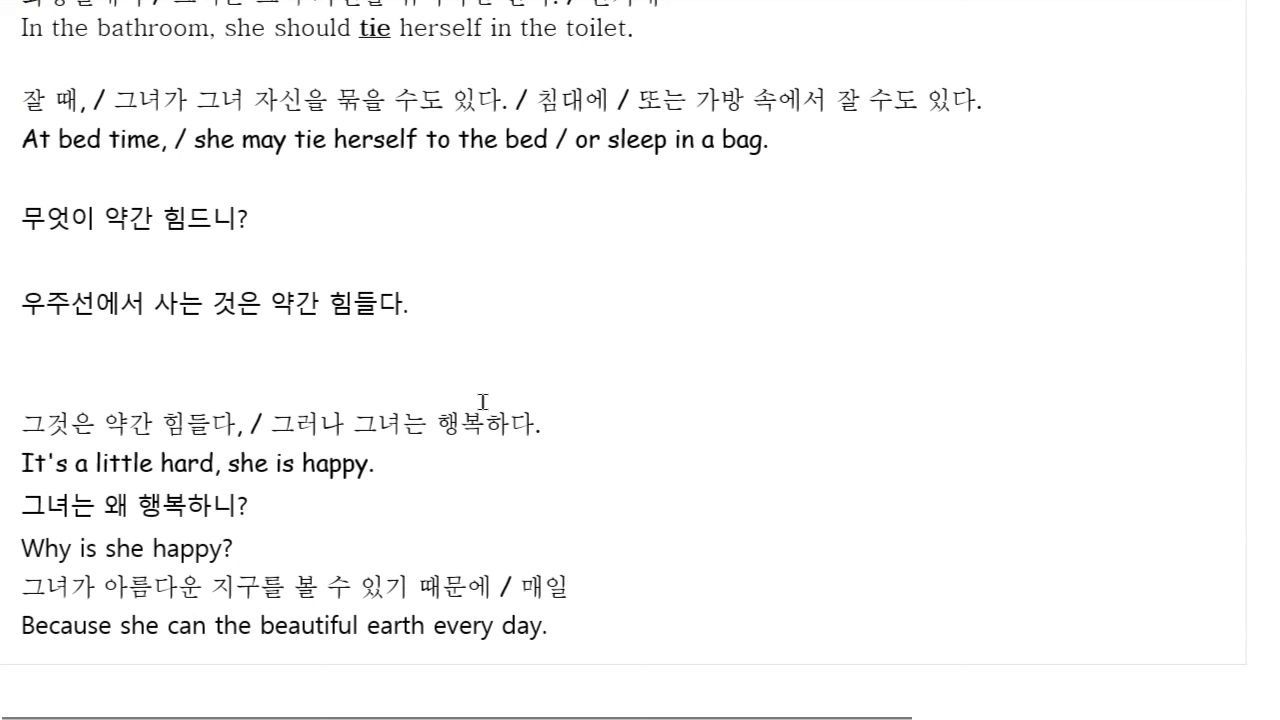 In the bathroom, she should tie herself in the toilet.
잘 때, / 그녀가 그녀 자신을 묶을 수도 있다. / 침대에 / 또는 가방 속에서 잘 수도 있다.
At bed time, / she may tie herself to the bed / or sleep in a bag.
무엇이 약간 힘드니?
우주선에서 사는 것은 약간 힘들다.
그것은 약간 힘들다, / 그러나 그녀는 행복하다.
It's a little hard, she is happy.
그녀는 왜 행복하니?
Why is she happy?
그녀가 아름다운 지구를 볼 수 있기 때문에 / 매일
Because she can the beautiful earth every day.